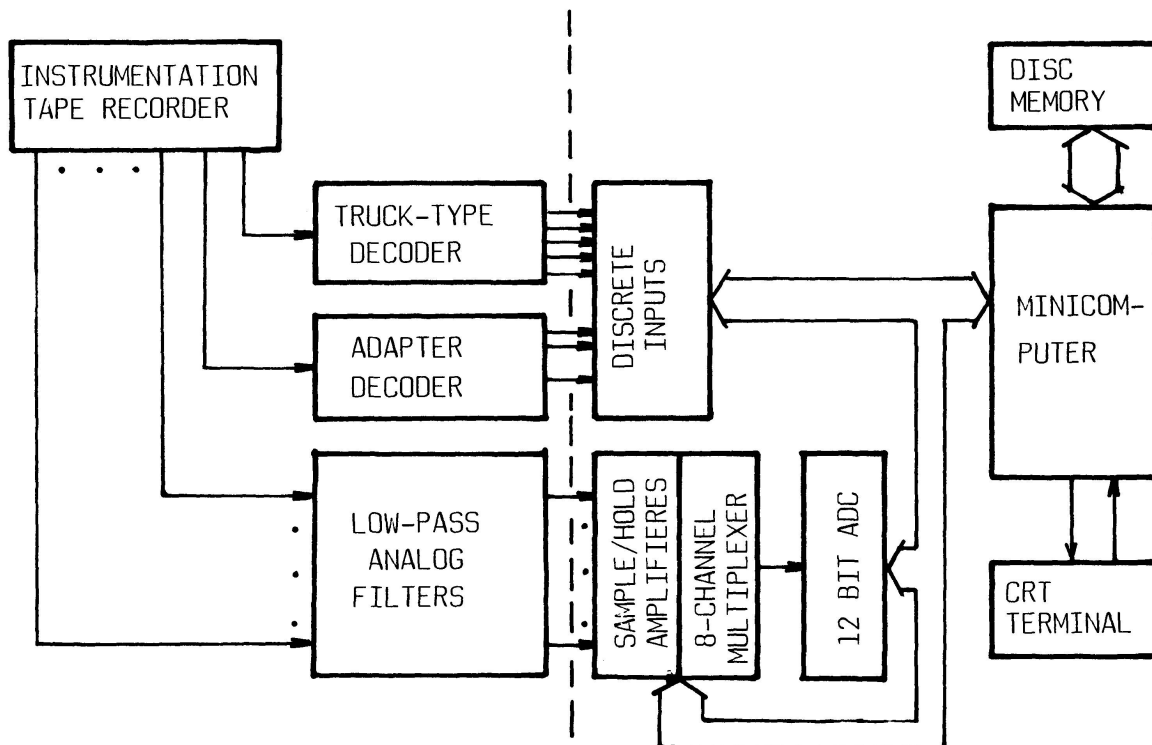 INSTRUMENTATION
TAPE RECORDER
DISC
MEMORY
TRUCK-TYPE
DECODER
ADAPTER
DECODER
DISCRETE
INPUTS
MINICOM-
PUTER
LOW-PASS
ANALOG
FILTERS
SAMPLE/HOLD
AMPLIFIERES
8-CHANNEL
MULTIPLEXER
12 BIT ADC
CRT
TERMINAL